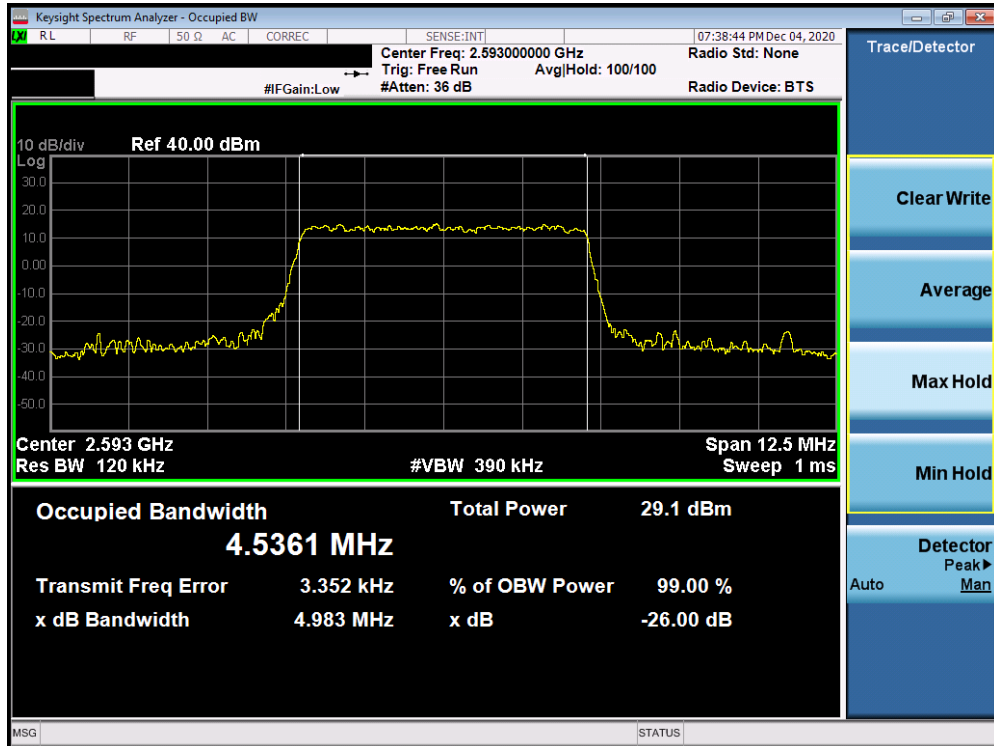 Keysight Spectrum Analyzer - Occupied BW
LXI RL RF 50 Ω AC CORREC SENSE:INT 07:38:44 PM Dec 04, 2020
Center Freq: 2.593000000 GHz Radio Std: None
Trig: Free Run Avg|Hold: 100/100
#IFGain:Low #Atten: 36 dB Radio Device: BTS
10 dB/div Ref 40.00 dBm
Log
30.0
20.0
10.0
0.00
-10.0
-20.0
-30.0
-40.0
-50.0
Center 2.593 GHz Span 12.5 MHz
Res BW 120 kHz #VBW 390 kHz Sweep 1 ms
Occupied Bandwidth Total Power 29.1 dBm
4.5361 MHz
Transmit Freq Error 3.352 kHz % of OBW Power 99.00 %
x dB Bandwidth 4.983 MHz x dB -26.00 dB
MSG STATUS
Trace/Detector
Clear Write
Average
Max Hold
Min Hold
Detector
Peak▶
Auto Man